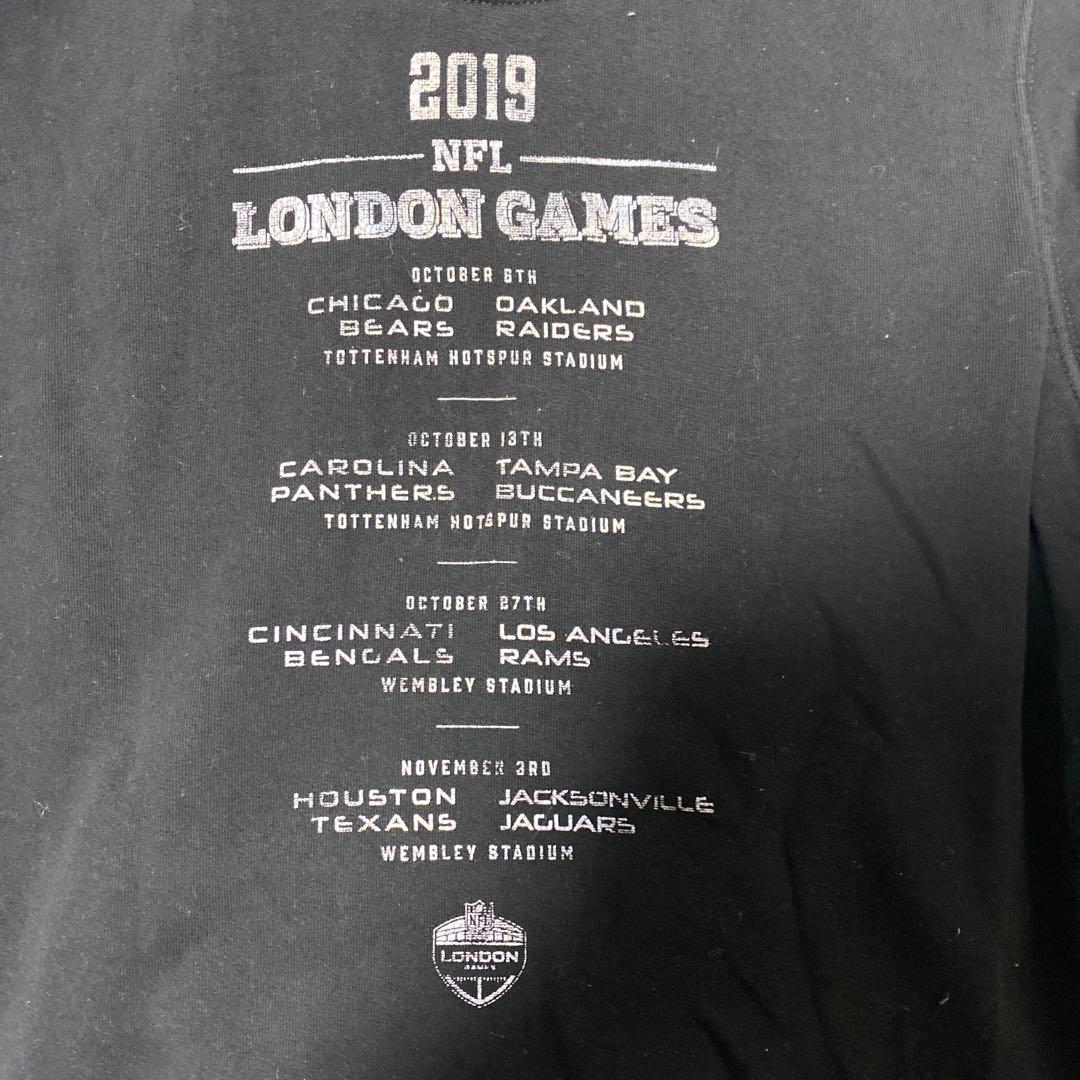 2019
NFL
LONDON GAMES
OCTOBER 6TH
CHICAGO OAKLAND
BEARS RAIDERS
TOTTENHAM HOTSPUR STADIUM
OCTOBER 13TH
CAROLINA TAMPA BAY
PANTHERS BUCCANEERS
TOTTENHAM HOTSPUR STADIUM
OCTOBER 27TH
CINCINNATI LOS ANGELES
BENGALS RAMS
WEMBLEY STADIUM
NOVEMBER 3RD
HOUSTON JACKSONVILLE
TEXANS JAGUARS
WEMBLEY STADIUM
NFL
LONDON
GAMES